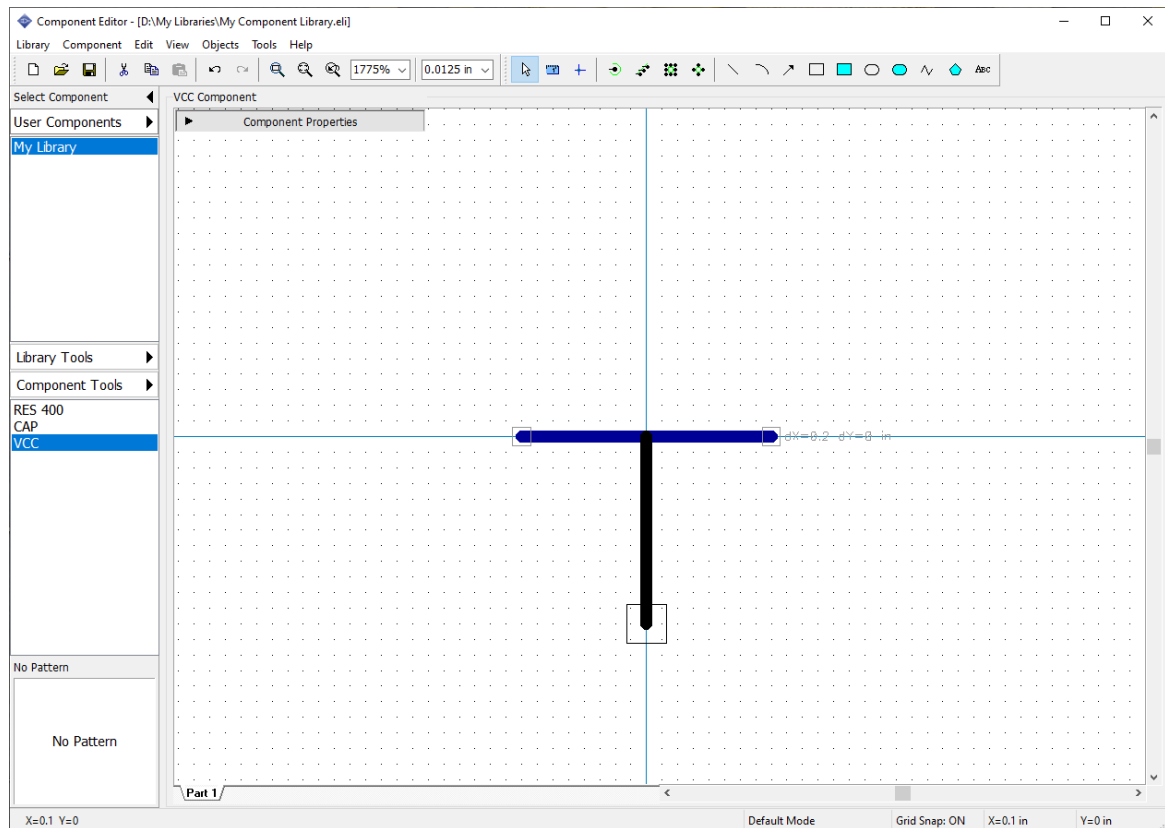 Component Editor - [D:\My Libraries\My Component Library.eli]
Library Component Edit View Objects Tools Help
1775% 0.0125 in ABC
Select Component
VCC Component
User Components
Component Properties
My Library
Library Tools
Component Tools
RES 400
CAP
VCC
dX=0.2 dY=0 in
No Pattern
No Pattern
Part 1
X=0.1 Y=0 Default Mode Grid Snap: ON X=0.1 in Y=0 in